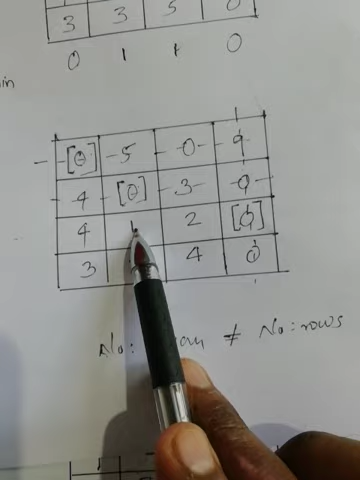 3 3 5 0
0 1 1 0
[0] 5 0 9
4 [0] 3 0
4 1 2 [0]
3 4 0
No: ≠ No: rows